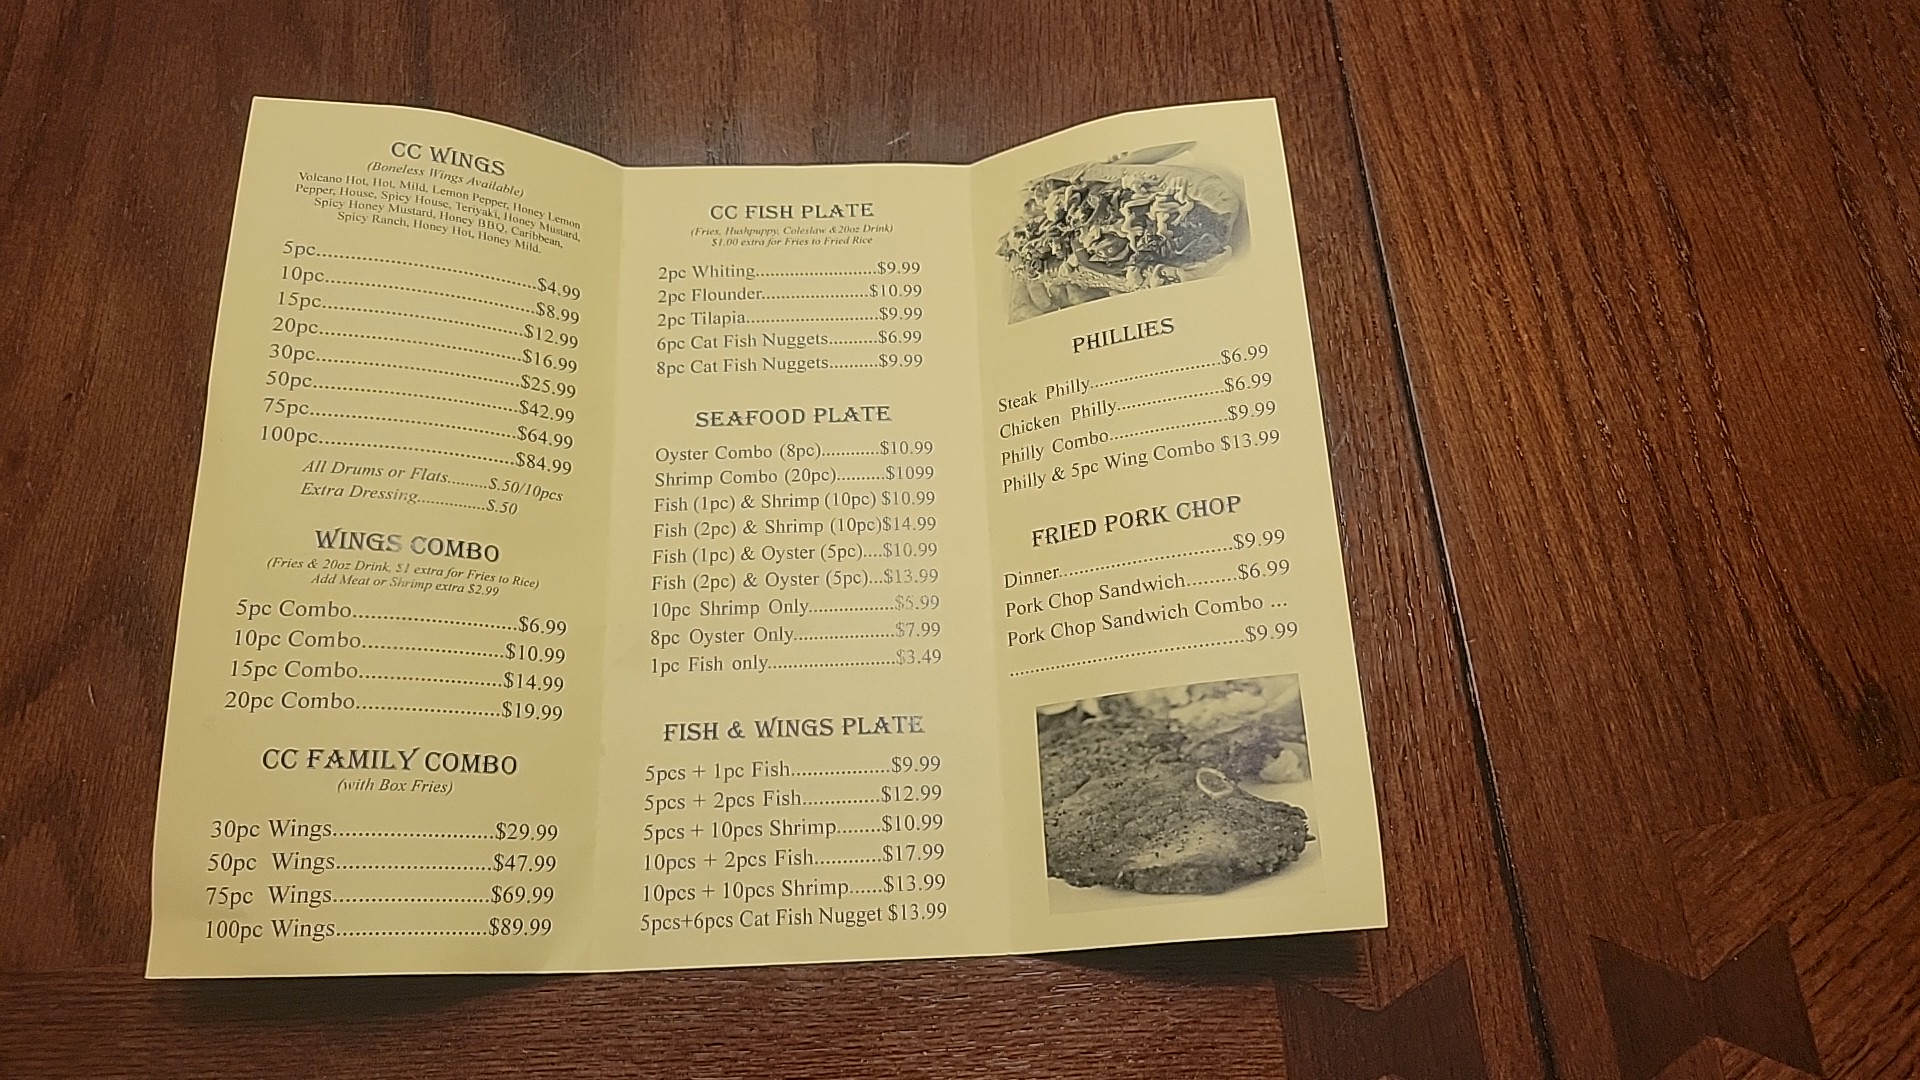 CC WINGS
(Boneless Wings Available)
Volcano Hot, Hot, Mild, Lemon Pepper, Honey Lemon
Pepper, House, Spicy House, Teriyaki, Honey Mustard,
Spicy Honey Mustard, Honey BBQ, Caribbean,
Spicy Ranch, Honey Hot, Honey Mild.
5pc........................................$4.99
10pc......................................$8.99
15pc....................................$12.99
20pc....................................$16.99
30pc....................................$25.99
50pc....................................$42.99
75pc....................................$64.99
100pc..................................$84.99
All Drums or Flats.........$.50/10pcs
Extra Dressing...............$.50
WINGS COMBO
(Fries & 20oz Drink, $1 extra for Fries to Rice)
Add Meat or Shrimp extra $2.99
5pc Combo..........................$6.99
10pc Combo.......................$10.99
15pc Combo.......................$14.99
20pc Combo.......................$19.99
CC FAMILY COMBO
(with Box Fries)
30pc Wings..........................$29.99
50pc Wings.........................$47.99
75pc Wings.........................$69.99
100pc Wings........................$89.99
CC FISH PLATE
(Fries, Hushpuppy, Coleslaw & 20oz Drink)
$1.00 extra for Fries to Fried Rice
2pc Whiting.........................$9.99
2pc Flounder......................$10.99
2pc Tilapia...........................$9.99
6pc Cat Fish Nuggets..........$6.99
8pc Cat Fish Nuggets..........$9.99
SEAFOOD PLATE
Oyster Combo (8pc)............$10.99
Shrimp Combo (20pc)..........$1099
Fish (1pc) & Shrimp (10pc) $10.99
Fish (2pc) & Shrimp (10pc)$14.99
Fish (1pc) & Oyster (5pc)....$10.99
Fish (2pc) & Oyster (5pc)...$13.99
10pc Shrimp Only.................$5.99
8pc Oyster Only....................$7.99
1pc Fish only.........................$3.49
FISH & WINGS PLATE
5pcs + 1pc Fish...................$9.99
5pcs + 2pcs Fish...............$12.99
5pcs + 10pcs Shrimp........$10.99
10pcs + 2pcs Fish.............$17.99
10pcs + 10pcs Shrimp......$13.99
5pcs+6pcs Cat Fish Nugget $13.99
PHILLIES
Steak Philly........................$6.99
Chicken Philly....................$6.99
Philly Combo......................$9.99
Philly & 5pc Wing Combo $13.99
FRIED PORK CHOP
Dinner................................$9.99
Pork Chop Sandwich.........$6.99
Pork Chop Sandwich Combo ...
...........................................$9.99